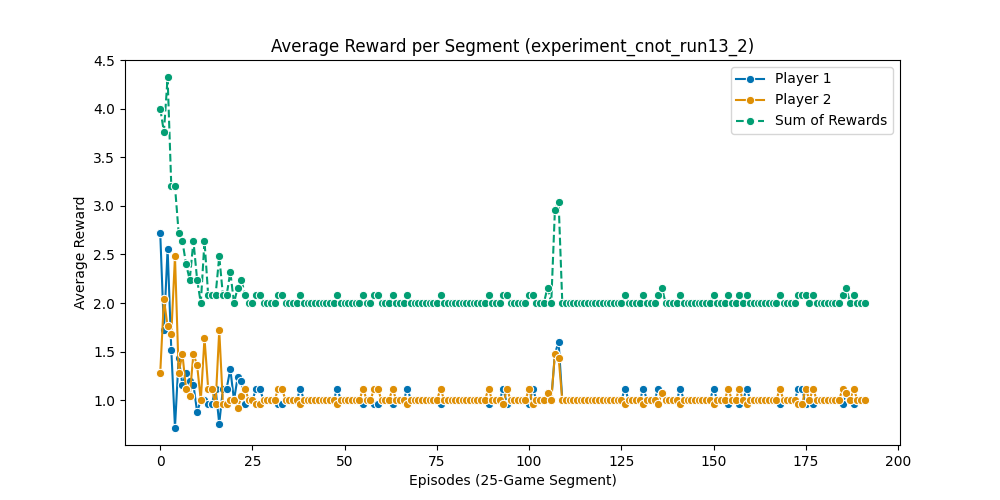 Average Reward per Segment (experiment_cnot_run13_2)
Average Reward
4.5
4.0
3.5
3.0
2.5
2.0
1.5
1.0
Player 1
Player 2
Sum of Rewards
0 25 50 75 100 125 150 175 200
Episodes (25-Game Segment)